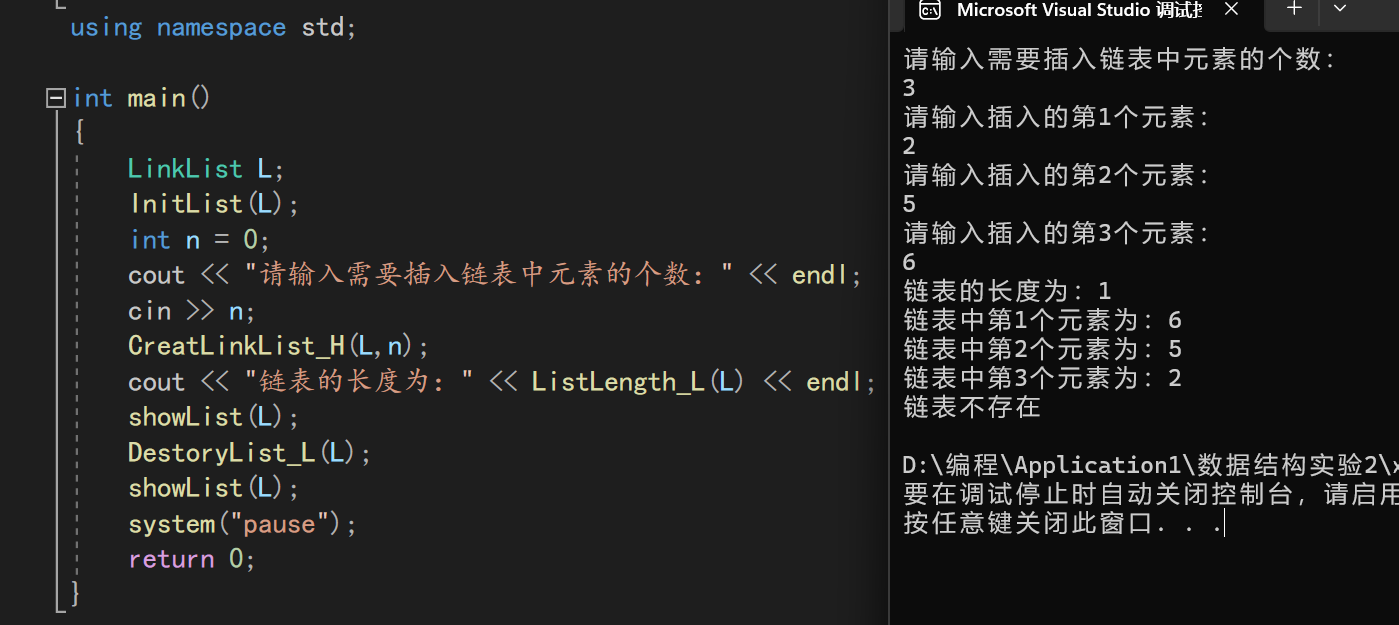 using namespace std;
int main()
{
LinkList L;
InitList(L);
int n = 0;
cout << "请输入需要插入链表中元素的个数：" << endl;
cin >> n;
CreatLinkList_H(L,n);
cout << "链表的长度为：" << ListLength_L(L) << endl;
showList(L);
DestoryList_L(L);
showList(L);
system("pause");
return 0;
}
Microsoft Visual Studio 调试
请输入需要插入链表中元素的个数：
3
请输入插入的第1个元素：
2
请输入插入的第2个元素：
5
请输入插入的第3个元素：
6
链表的长度为：1
链表中第1个元素为：6
链表中第2个元素为：5
链表中第3个元素为：2
链表不存在
D:\编程\Application1\数据结构实验2\
要在调试停止时自动关闭控制台，请启用
按任意键关闭此窗口. . .